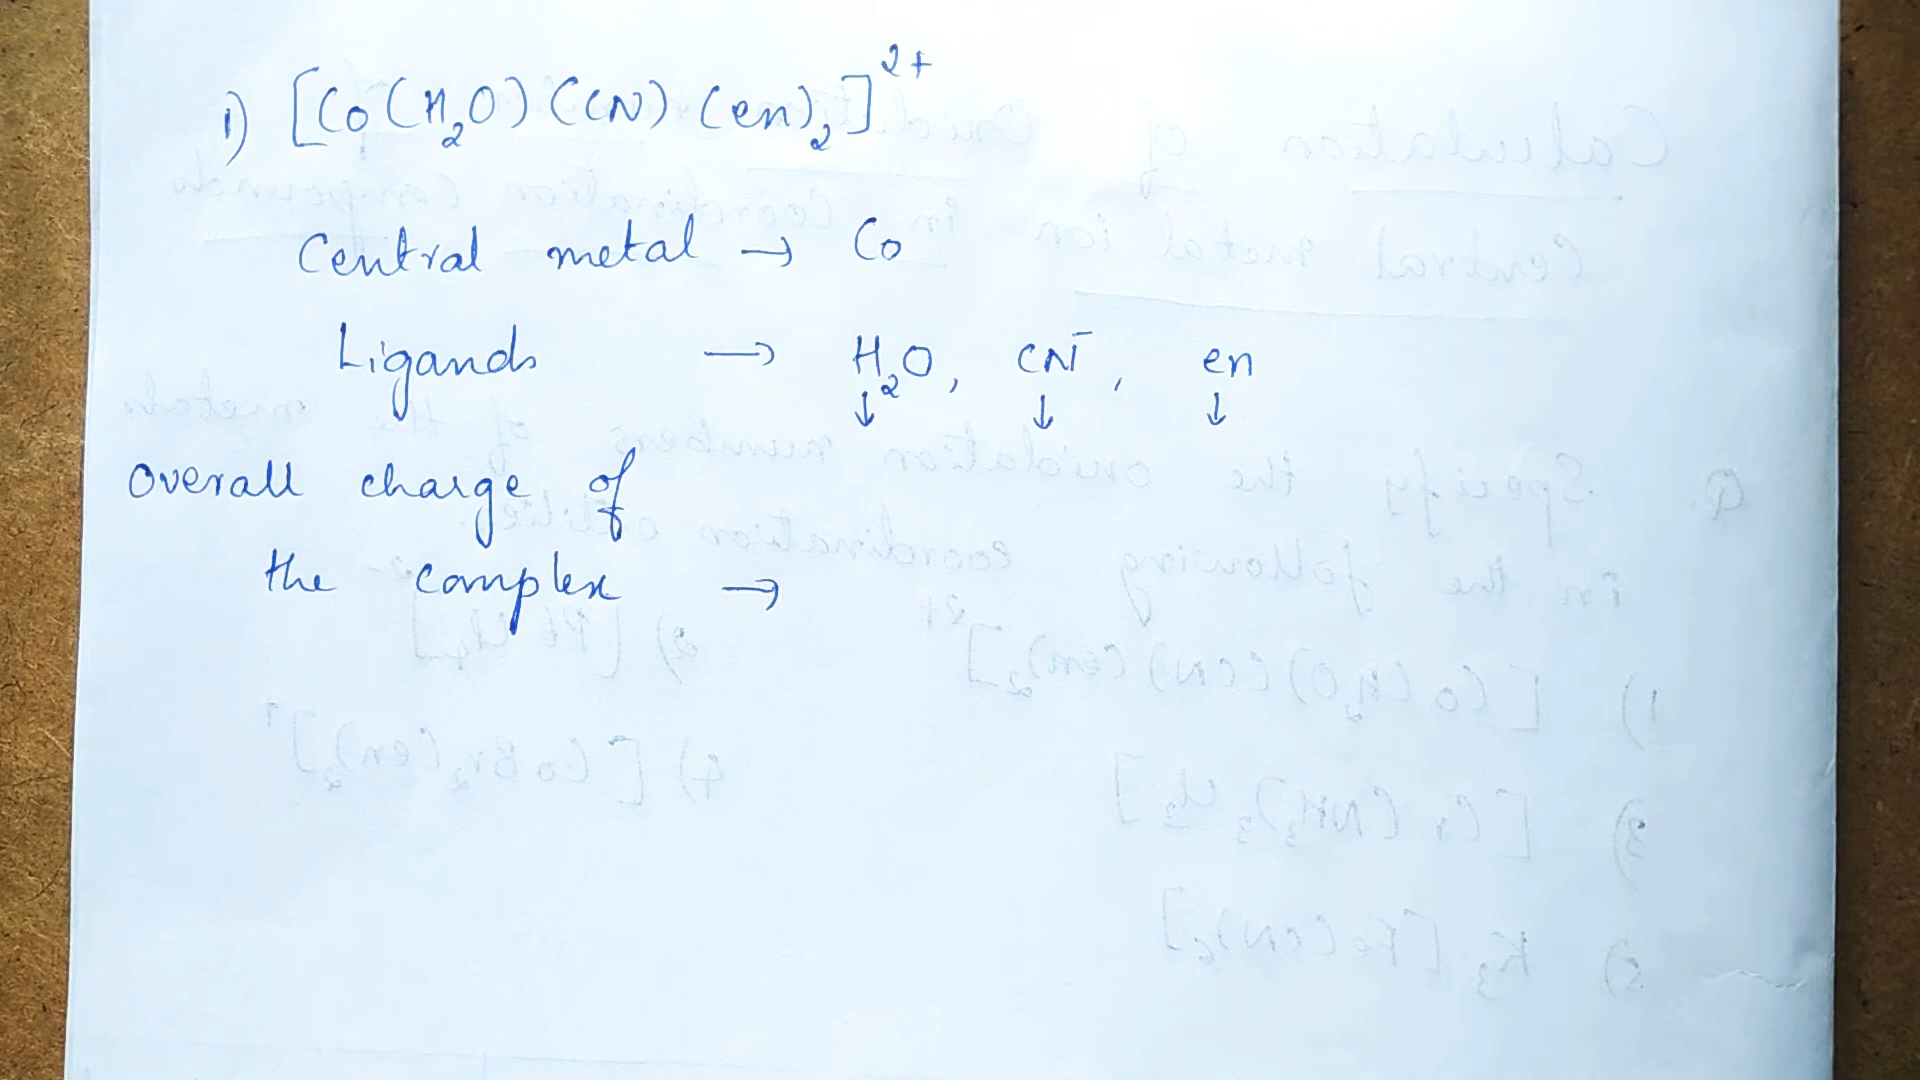 1) [Co(H₂O)(CN)(en)₂]²⁺
Central metal → Co
Ligands → H₂O, CN⁻, en
↓ ↓ ↓
Overall charge of
the complex →